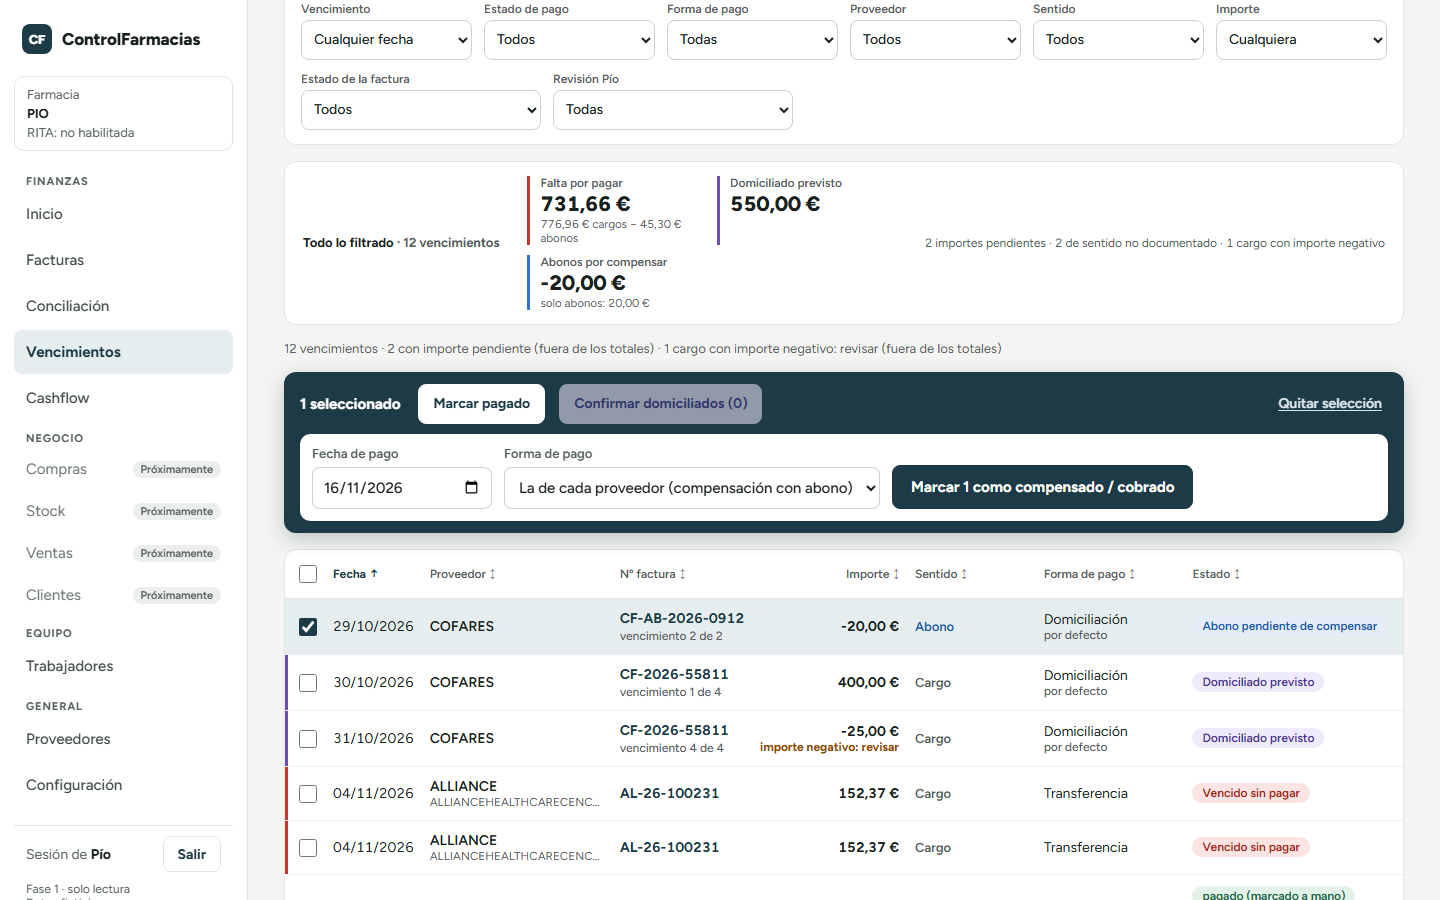 CF ControlFarmacias
Farmacia
PIO
RITA: no habilitada
FINANZAS
Inicio
Facturas
Conciliación
Vencimientos
Cashflow
NEGOCIO
Compras Próximamente
Stock Próximamente
Ventas Próximamente
Clientes Próximamente
EQUIPO
Trabajadores
GENERAL
Proveedores
Configuración
Sesión de Pío Salir
Fase 1 · solo lectura
Vencimiento Estado de pago Forma de pago Proveedor Sentido Importe
Cualquier fecha Todos Todas Todos Todos Cualquiera
Estado de la factura Revisión Pío
Todos Todas
Todo lo filtrado · 12 vencimientos
Falta por pagar
731,66 €
776,96 € cargos − 45,30 €
abonos
Domiciliado previsto
550,00 €
Abonos por compensar
-20,00 €
solo abonos: 20,00 €
2 importes pendientes · 2 de sentido no documentado · 1 cargo con importe negativo
12 vencimientos · 2 con importe pendiente (fuera de los totales) · 1 cargo con importe negativo: revisar (fuera de los totales)
1 seleccionado Marcar pagado Confirmar domiciliados (0) Quitar selección
Fecha de pago Forma de pago
16/11/2026 La de cada proveedor (compensación con abono) Marcar 1 como compensado / cobrado
Fecha ↑ Proveedor ↕ Nº factura ↕ Importe ↕ Sentido ↕ Forma de pago ↕ Estado ↕
29/10/2026 COFARES CF-AB-2026-0912 -20,00 € Abono Domiciliación Abono pendiente de compensar
vencimiento 2 de 2 por defecto
30/10/2026 COFARES CF-2026-55811 400,00 € Cargo Domiciliación Domiciliado previsto
vencimiento 1 de 4 por defecto
31/10/2026 COFARES CF-2026-55811 -25,00 € Cargo Domiciliación Domiciliado previsto
vencimiento 4 de 4 importe negativo: revisar por defecto
04/11/2026 ALLIANCE AL-26-100231 152,37 € Cargo Transferencia Vencido sin pagar
ALLIANCEHEALTHCARECENC...
04/11/2026 ALLIANCE AL-26-100231 152,37 € Cargo Transferencia Vencido sin pagar
ALLIANCEHEALTHCARECENC...
pagado (marcado a mano)